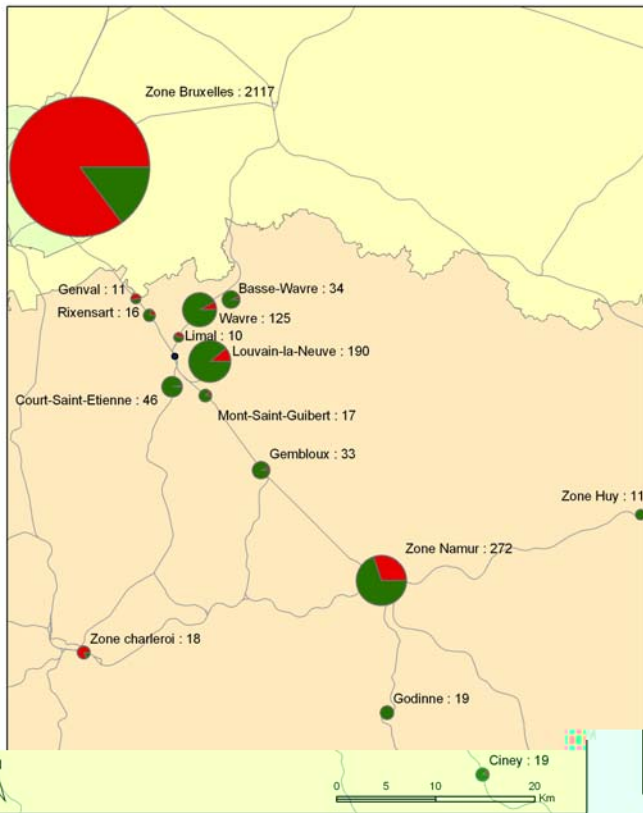 Zone Bruxelles : 2117
Genval : 11
Basse-Wavre : 34
Rixensart : 16
Wavre : 125
Limal : 10
Louvain-la-Neuve : 190
Court-Saint-Etienne : 46
Mont-Saint-Guibert : 17
Gembloux : 33
Zone Huy : 11
Zone Namur : 272
Zone charleroi : 18
Godinne : 19
Ciney : 19
0 5 10 20
Km